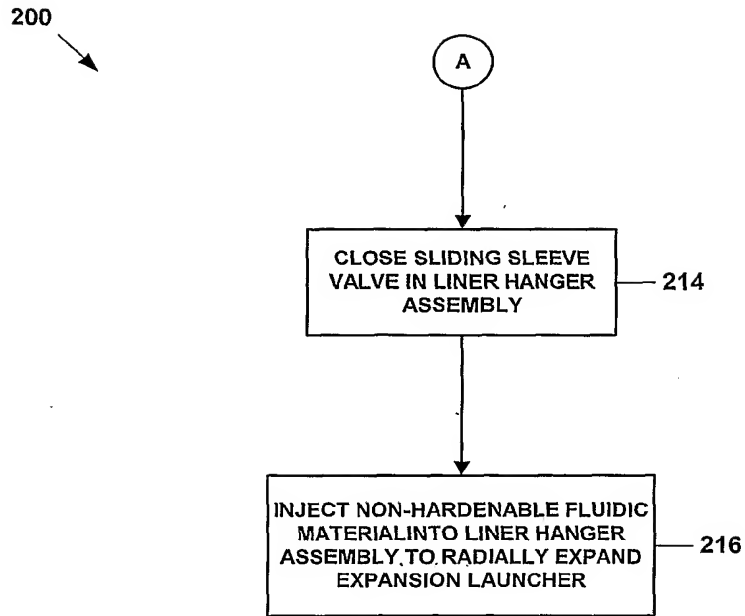 200
A
CLOSE SLIDING SLEEVE
VALVE IN LINER HANGER
ASSEMBLY
214
INJECT NON-HARDENABLE FLUIDIC
MATERIALINTO LINER HANGER
ASSEMBLY TO RADIALLY EXPAND
EXPANSION LAUNCHER
216